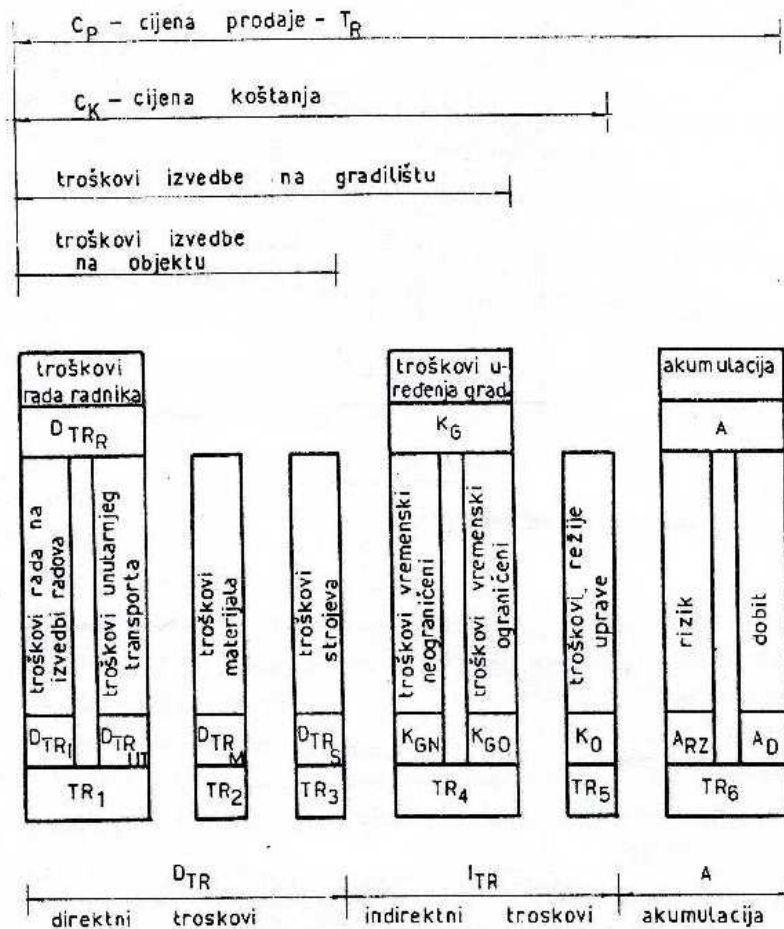 C_P – cijena prodaje – T_R
C_K – cijena koštanja
troškovi izvedbe na gradilištu
troškovi izvedbe
na objektu
troškovi
rada radnika
D_TR_R
troškovi rada na
izvedbi radova
troškovi unutarnjeg
transporta
D_TR_I
D_TR_UT
TR_1
troškovi
materijala
D_TR_M
TR_2
troškovi
strojeva
D_TR_S
TR_3
troškovi u-
ređenja grad.
K_G
troškovi vremenski
neograničeni
troškovi vremenski
ograničeni
K_GN
K_GO
TR_4
troškovi, režije
uprave
K_O
TR_5
akumulacija
A
rizik
dobit
A_RZ
A_D
TR_6
D_TR
I_TR
A
direktni troskovi
indirektni troskovi
akumulacija